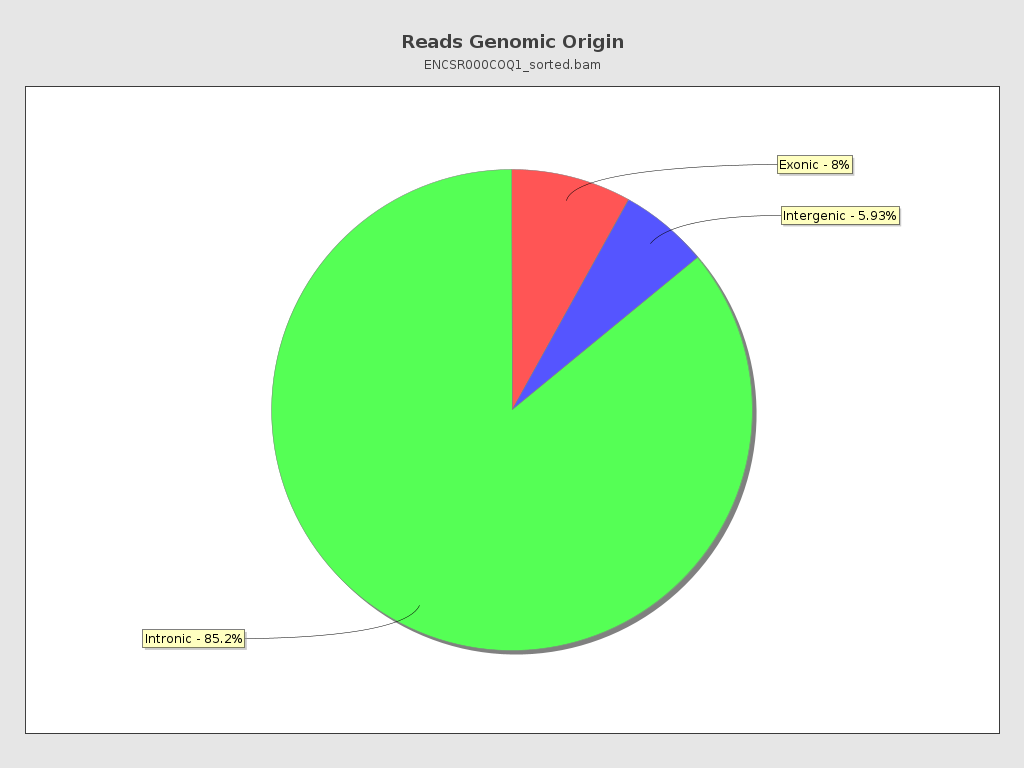 Reads Genomic Origin
ENCSR000COQ1_sorted.bam
Exonic - 8%
Intergenic - 5.93%
Intronic - 85.2%